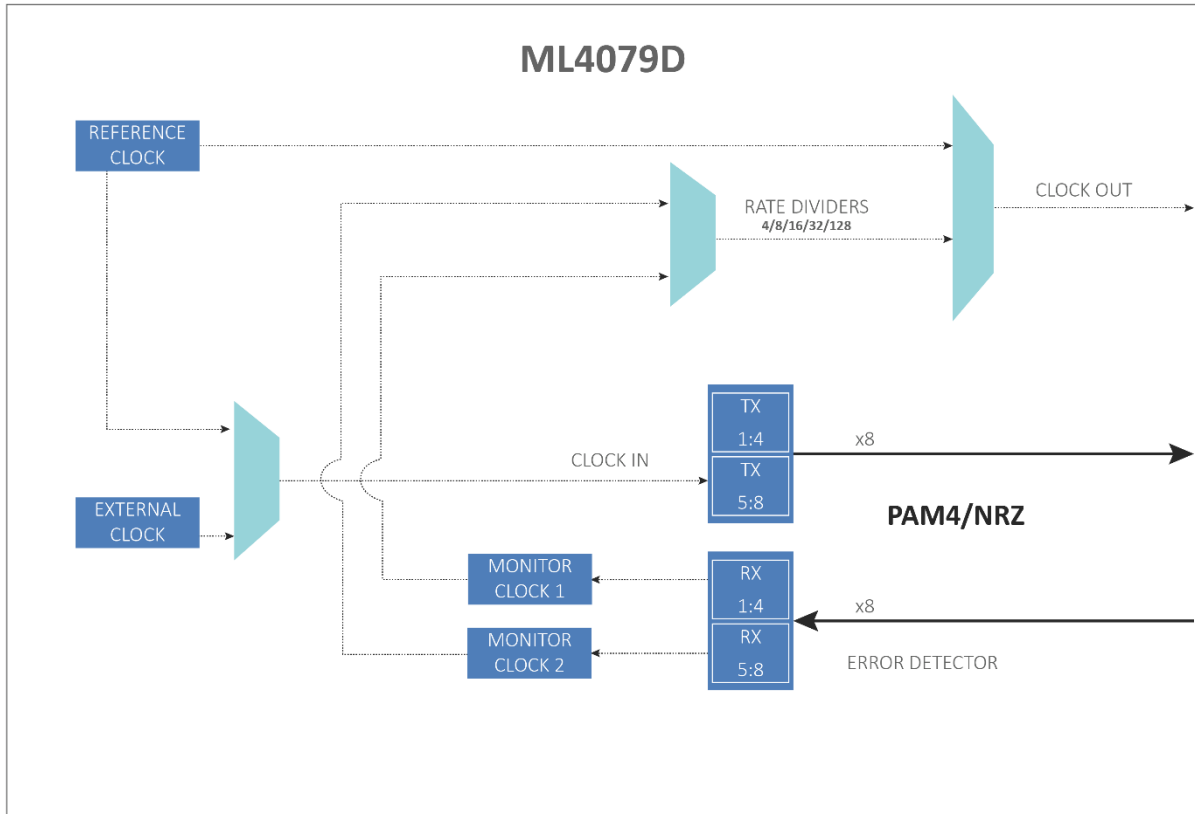 ML4079D
REFERENCE
CLOCK
RATE DIVIDERS
4/8/16/32/128
CLOCK OUT
TX
1:4
x8
CLOCK IN
TX
5:8
EXTERNAL
CLOCK
PAM4/NRZ
MONITOR
CLOCK 1
RX
1:4
x8
MONITOR
CLOCK 2
RX
5:8
ERROR DETECTOR